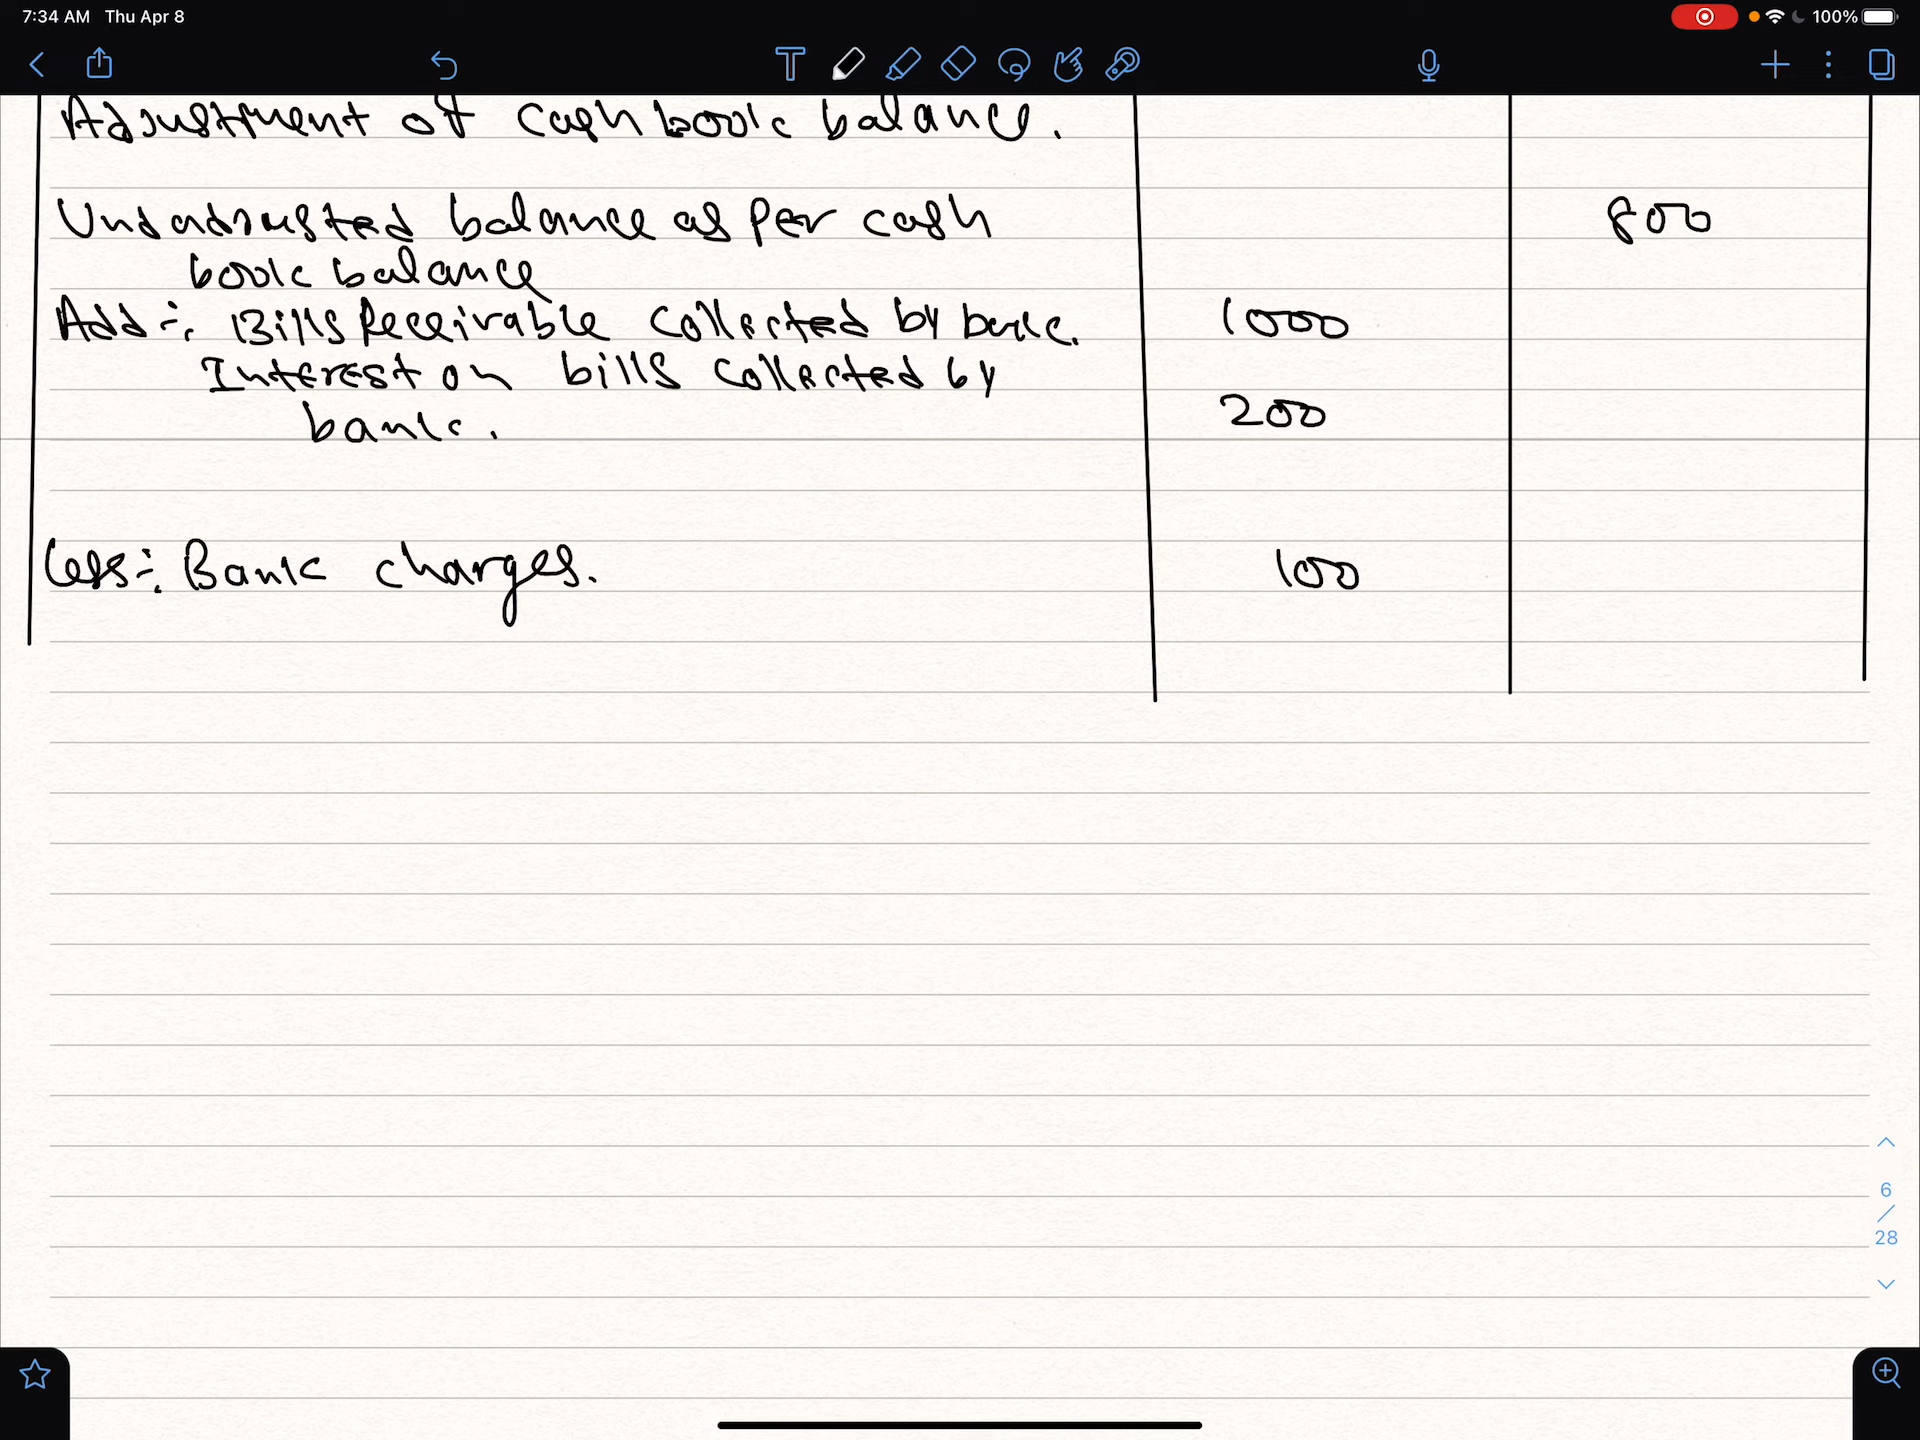 7:34 AM Thu Apr 8
100%
Adjustment of cash book balance.
Undadjusted balance as per cash 800
book balance
Add :- Bills Receivable collected by bank. 1000
Interest on bills collected by
bank. 200
Less :- Bank charges. 100
6
/
28